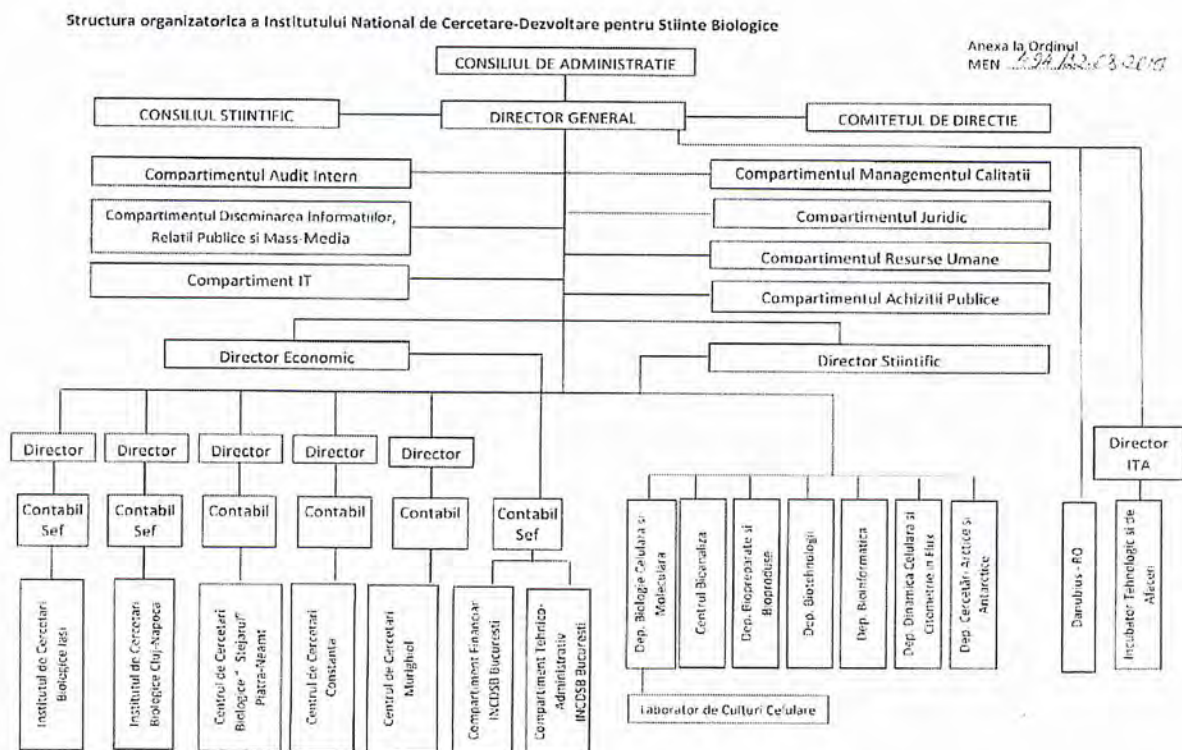 Structura organizatorica a Institutului National de Cercetare-Dezvoltare pentru Stiinte Biologice
Anexa la Ordinul
MEN
CONSILIUL DE ADMINISTRATIE
CONSILIUL STIINTIFIC
DIRECTOR GENERAL
COMITETUL DE DIRECTIE
Compartimentul Audit Intern
Compartimentul Managementul Calitatii
Compartimentul Diseminarea Informatiilor,
Relatii Publice si Mass-Media
Compartimentul Juridic
Compartimentul Resurse Umane
Compartiment IT
Compartimentul Achizitii Publice
Director Economic
Director Stiintific
Director
Director
Director
Director
Director
Director
ITA
Contabil
Sef
Contabil
Sef
Contabil
Contabil
Contabil
Contabil
Sef
Institutul de Cercetari
Biologice Iasi
Institutul de Cercetari
Biologice Cluj-Napoca
Centrul de Cercetari
Biologice " Stejarul"
Piatra-Neamt
Centrul de Cercetari
Constanta
Centrul de Cercetari
Murighiol
Compartiment Financiar
INCDSB Bucuresti
Compartiment Tehnico-
Administrativ
INCDSB Bucuresti
Dep. Biologie Celulara si
Moleculara
Centrul Bioanaliza
Dep. Biopreparate si
Bioproduse
Dep. Biotehnologii
Dep. Bioinformatica
Dep. Dinamica Celulara si
Citometrie in Flux
Dep. Cercetări Arctice și
Antarctice
Danubius - RO
Incubator Tehnologic si de
Afaceri
Laborator de Culturi Celulare